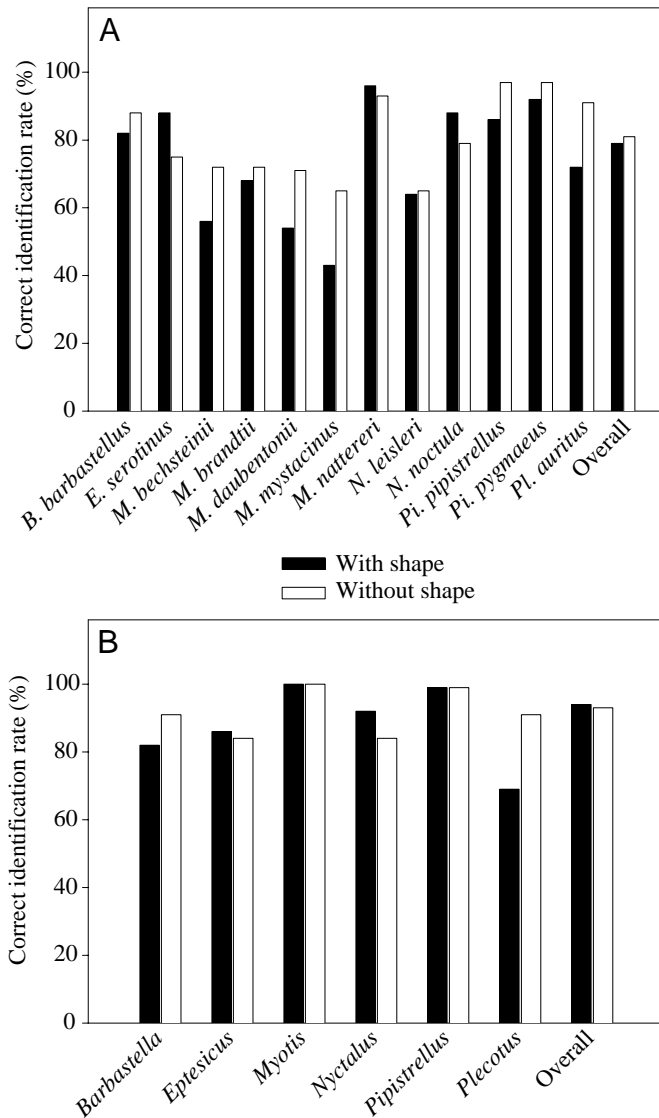 A
Correct identification rate (%)
100
80
60
40
20
0
B. barbastellus
E. serotinus
M. bechsteinii
M. brandtii
M. daubentonii
M. mystacinus
M. nattereri
N. leisleri
N. noctula
Pi. pipistrellus
Pi. pygmaeus
Pl. auritus
Overall
With shape
Without shape
B
Correct identification rate (%)
100
80
60
40
20
0
Barbastella
Eptesicus
Myotis
Nyctalus
Pipistrellus
Plecotus
Overall